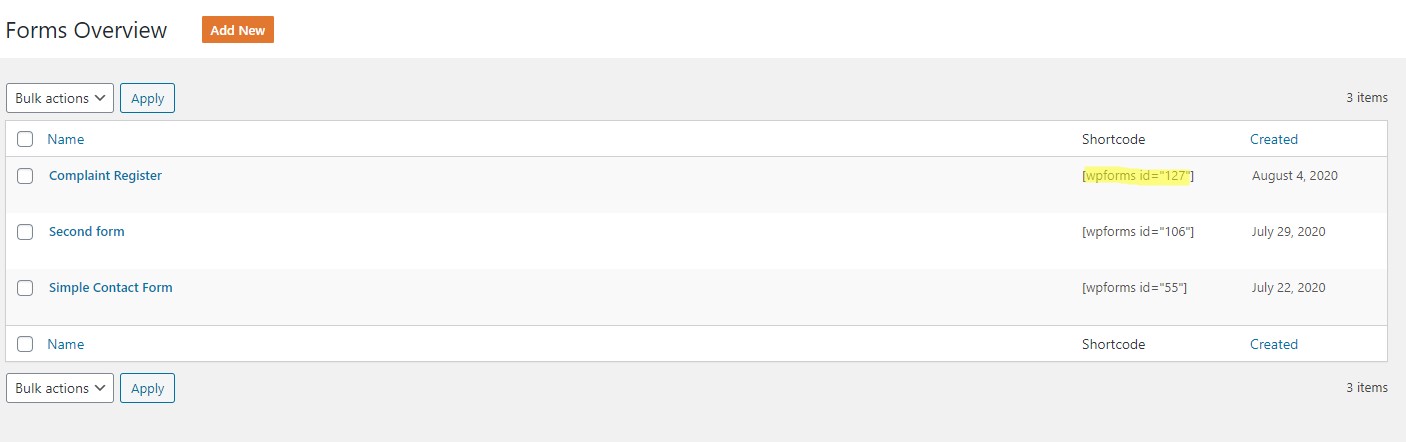 Forms Overview Add New
Bulk actions Apply 3 items
Name Shortcode Created
Complaint Register [wpforms id="127"] August 4, 2020
Second form [wpforms id="106"] July 29, 2020
Simple Contact Form [wpforms id="55"] July 22, 2020
Name Shortcode Created
Bulk actions Apply 3 items